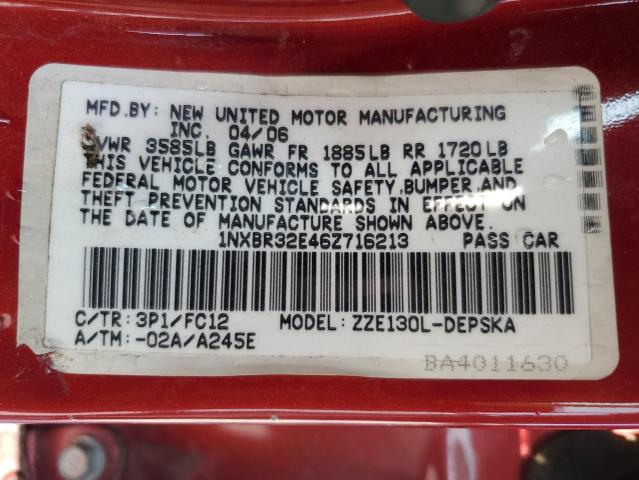 MFD.BY: NEW UNITED MOTOR MANUFACTURING
INC. 04/06
GVWR 3585LB GAWR FR 1885LB RR 1720LB
THIS VEHICLE CONFORMS TO ALL APPLICABLE
FEDERAL MOTOR VEHICLE SAFETY,BUMPER,AND
THEFT PREVENTION STANDARDS IN EFFECT ON
THE DATE OF MANUFACTURE SHOWN ABOVE.
1NXBR32E46Z716213 PASS CAR
C/TR: 3P1/FC12 MODEL: ZZE130L-DEPSKA
A/TM: -02A/A245E
BA4011630